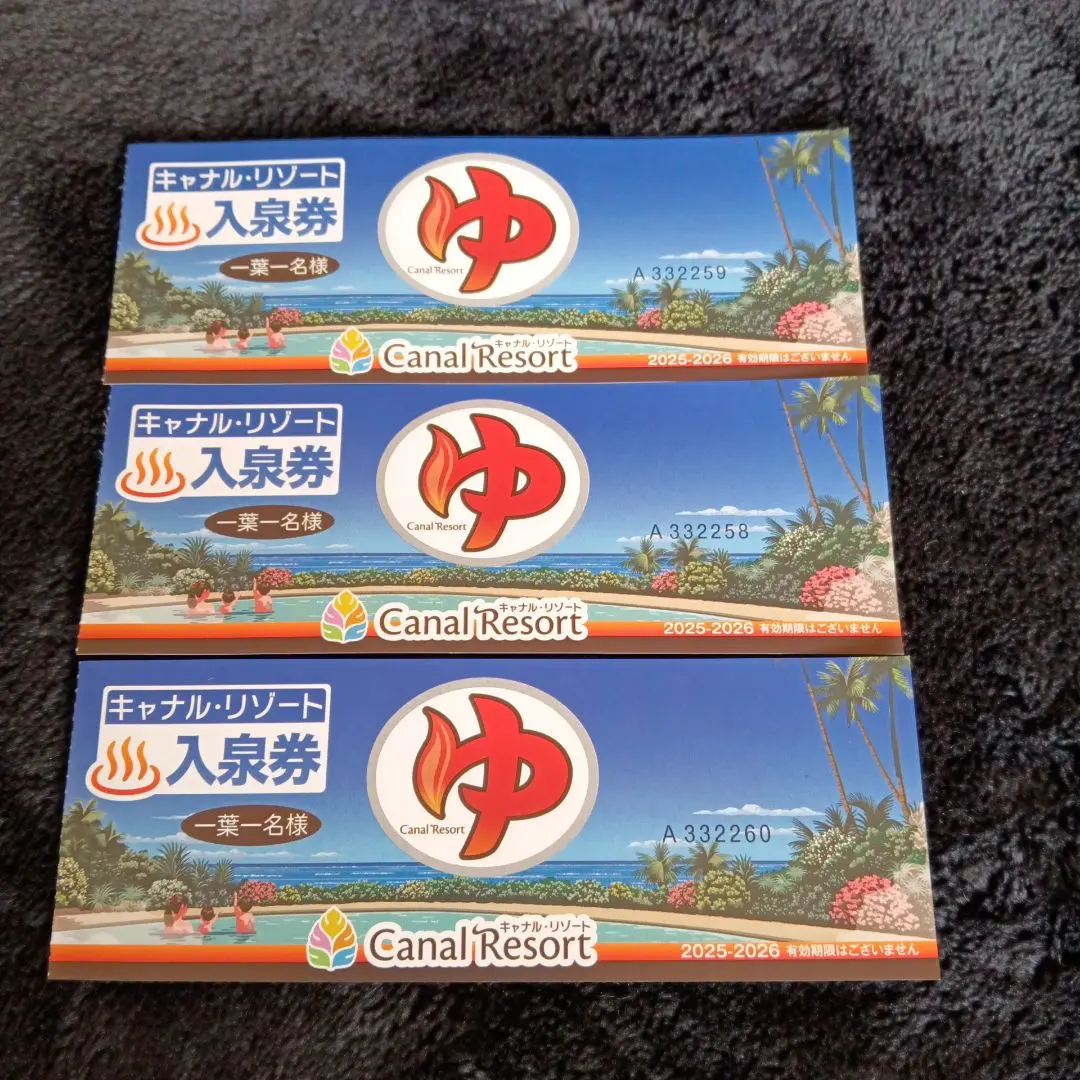 キャナル・リゾート
入泉券
一葉一名様
ゆ
Canal Resort
A 332259
キャナル・リゾート
Canal Resort
2025-2026 有効期限はございません
キャナル・リゾート
入泉券
一葉一名様
ゆ
Canal Resort
A 332258
キャナル・リゾート
Canal Resort
2025-2026 有効期限はございません
キャナル・リゾート
入泉券
一葉一名様
ゆ
Canal Resort
A 332260
キャナル・リゾート
Canal Resort
2025-2026 有効期限はございません